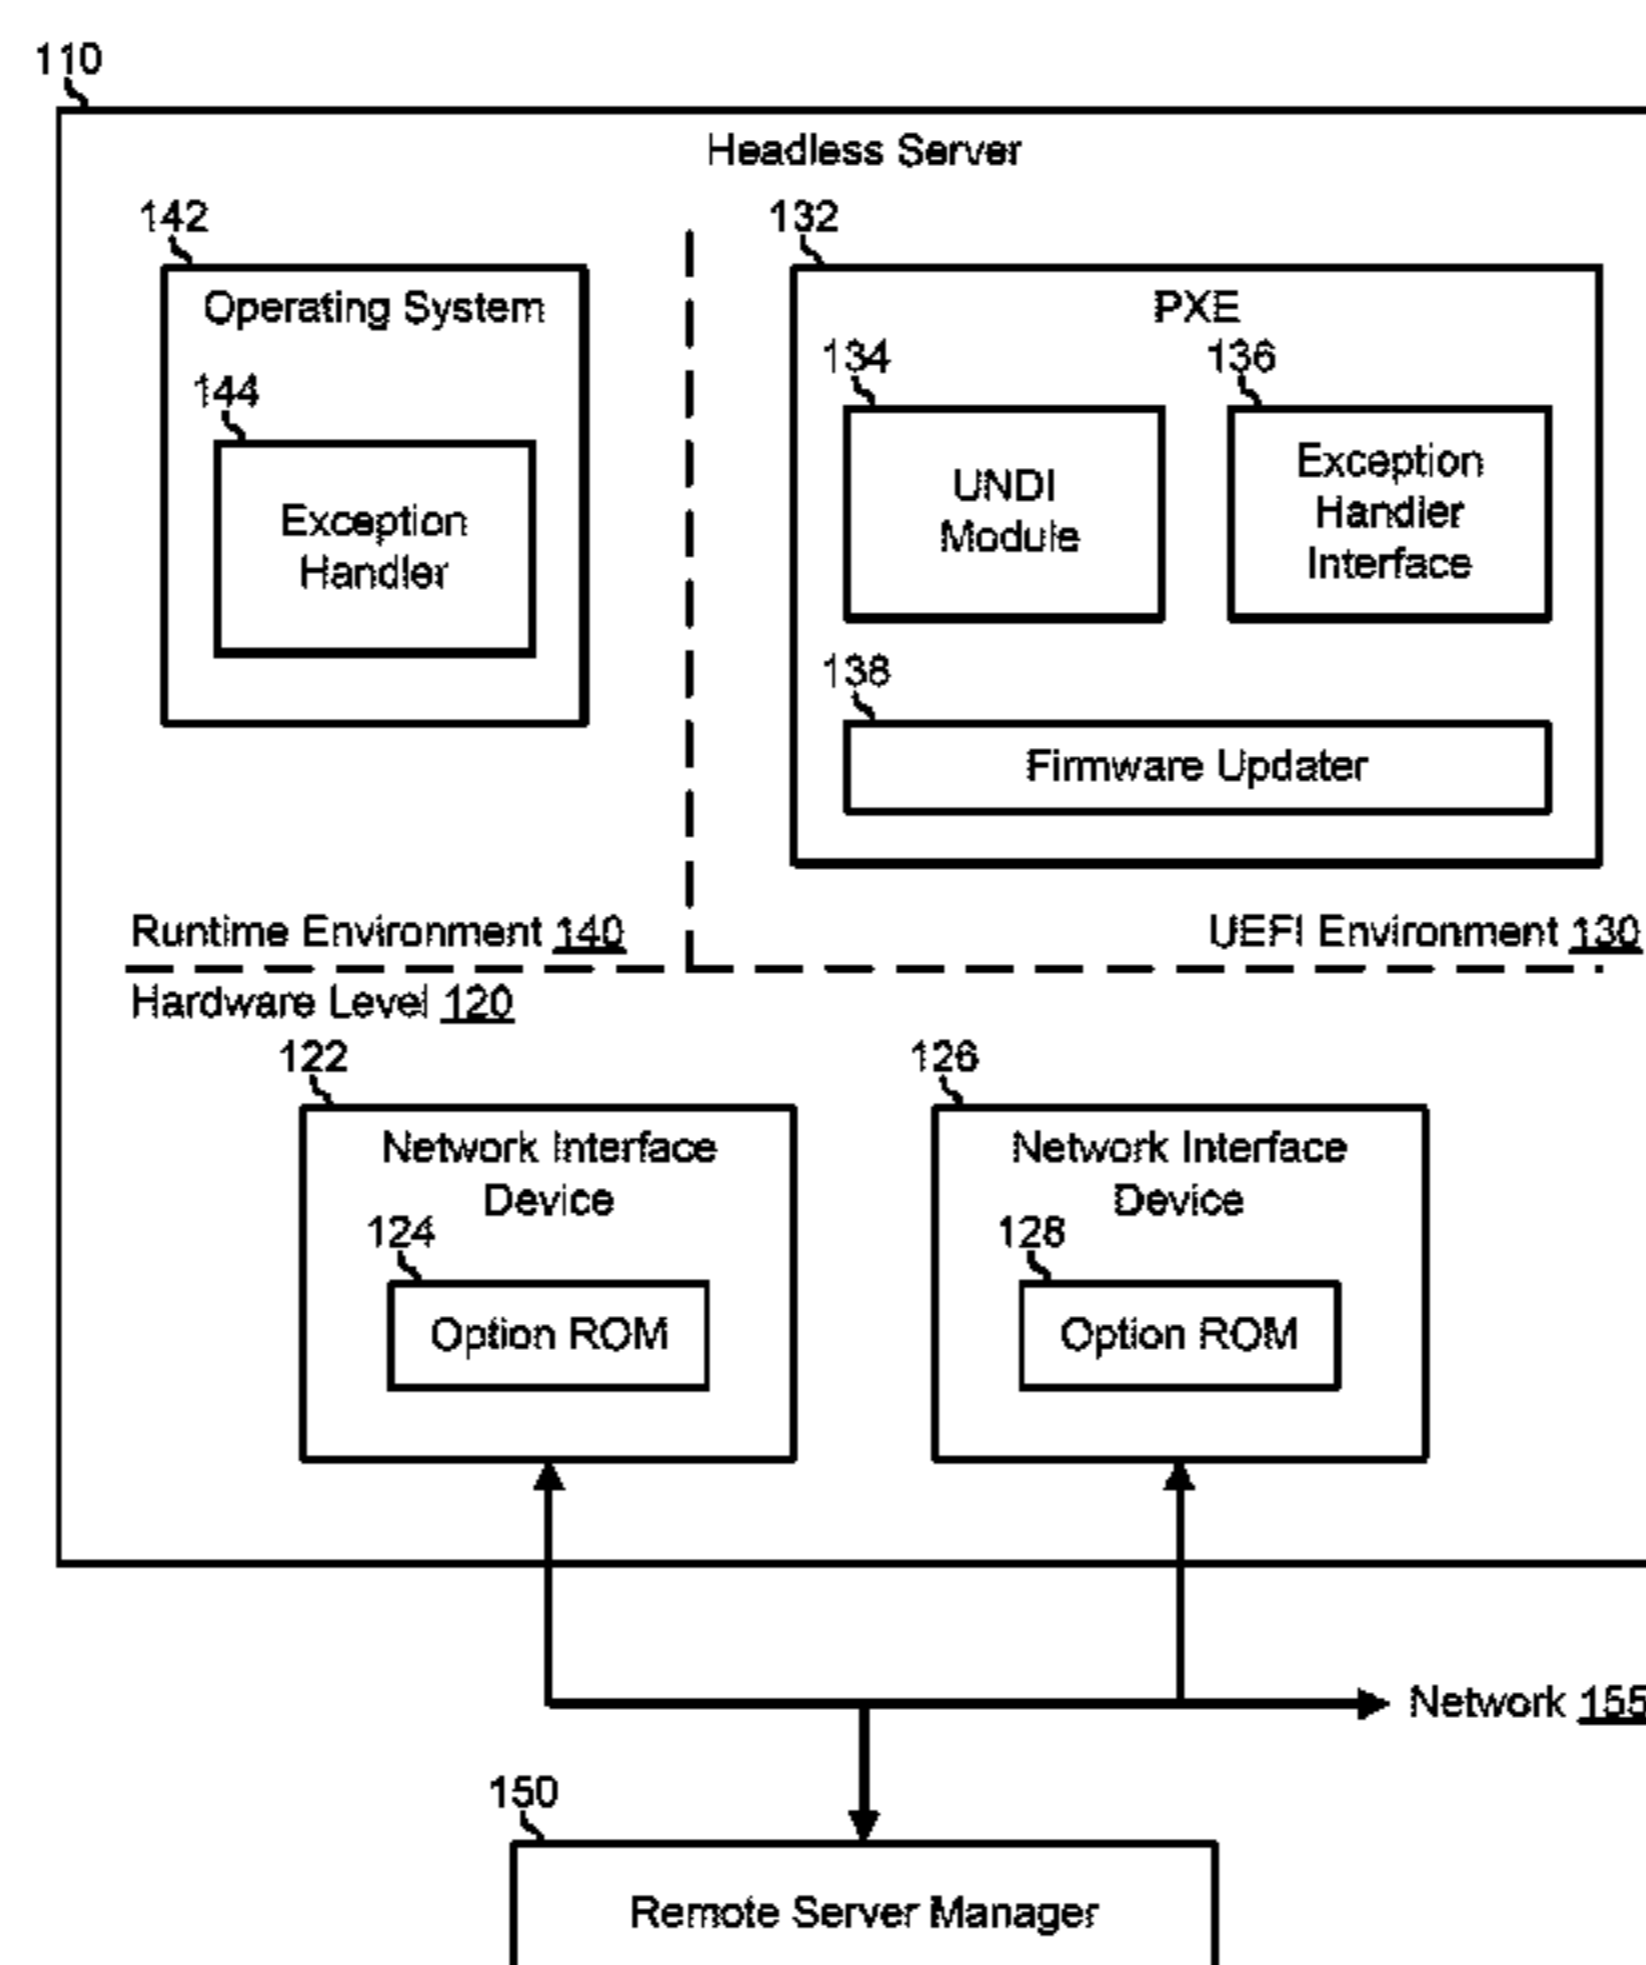 110
Headless Server
142
132
Operating System
PXE
134
136
144
Exception
Handler
UNDI
Module
Exception
Handler
Interface
138
Firmware Updater
Runtime Environment 140
UEFI Environment 130
Hardware Level 120
122
126
Network Interface
Device
Network Interface
Device
124
128
Option ROM
Option ROM
Network 155
150
Remote Server Manager